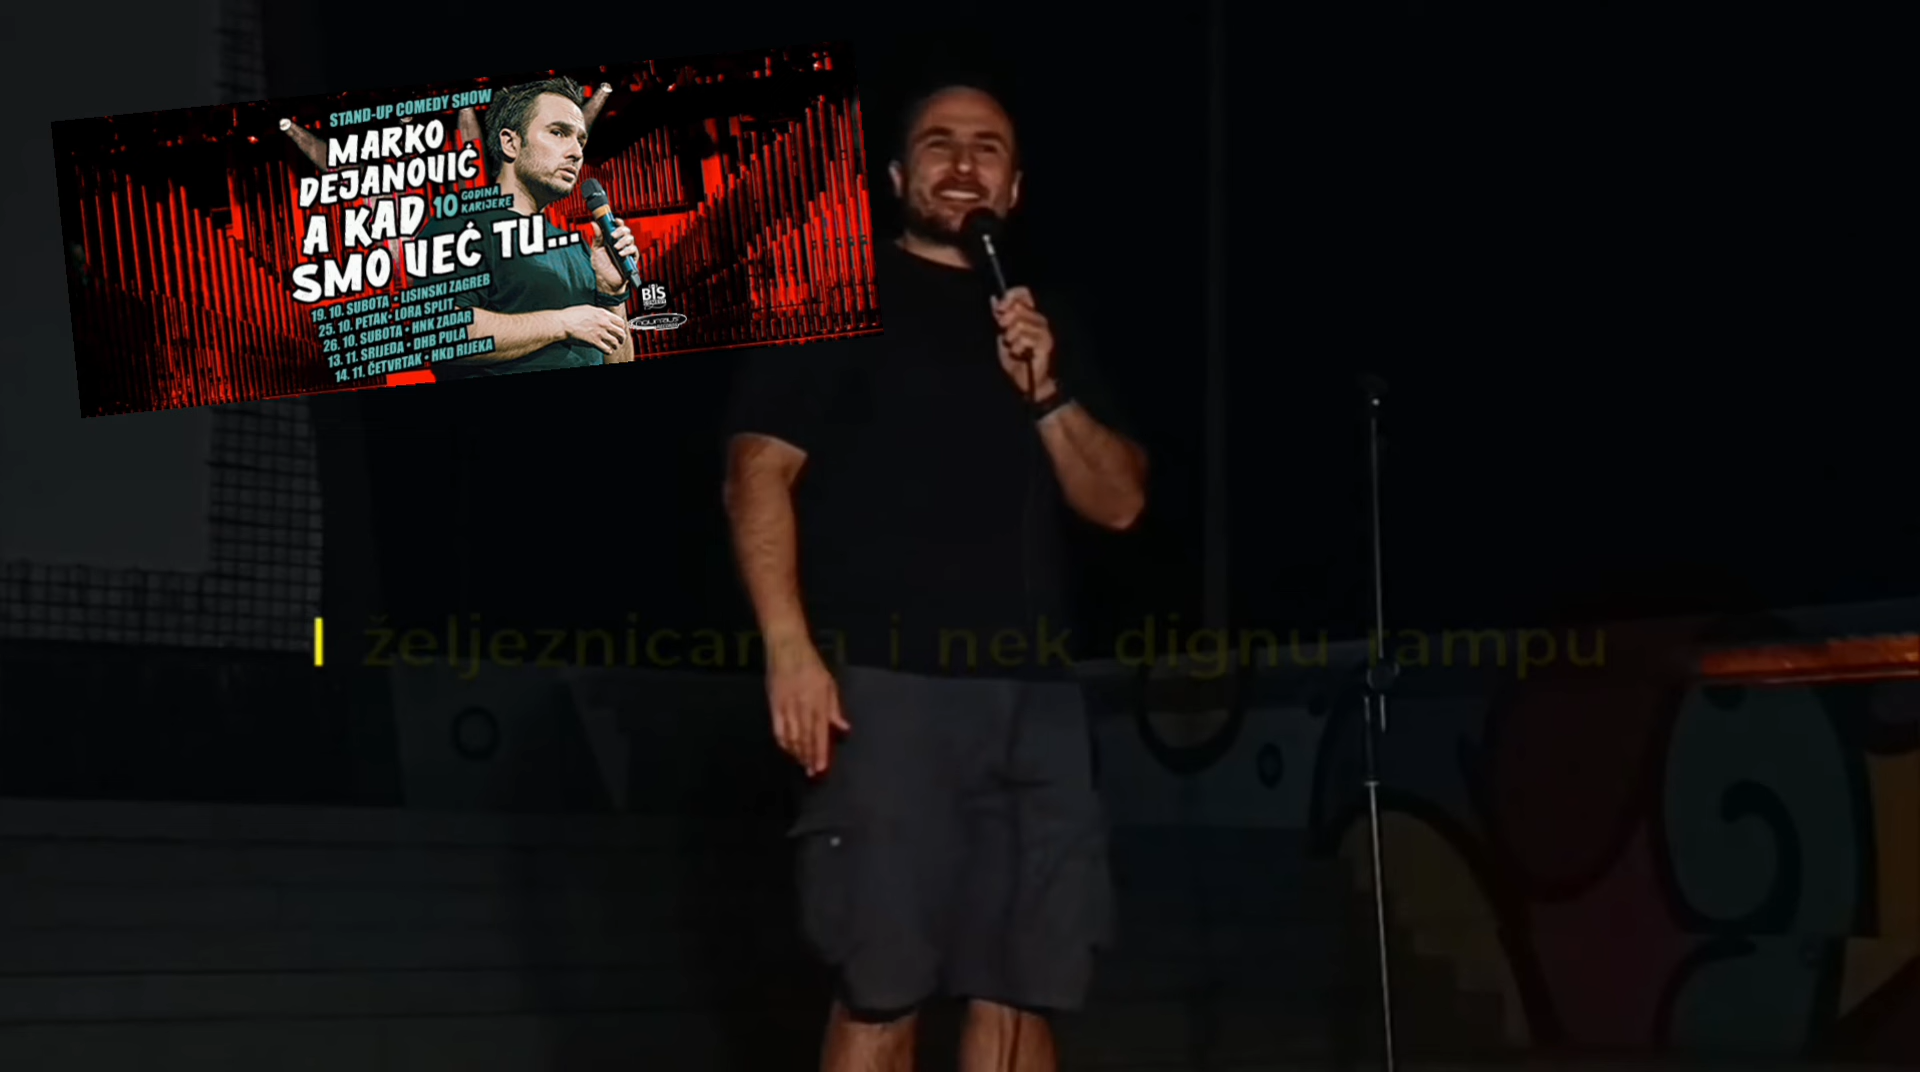 STAND-UP COMEDY SHOW
MARKO
DEJANOVIĆ
A KAD
10 GODINA
KARIJERE
SMO VEĆ TU...
19. 10. SUBOTA • LISINSKI ZAGREB
25. 10. PETAK • LORA SPLIT
26. 10. SUBOTA • HNK ZADAR
13. 11. SRIJEDA • DHB PULA
14. 11. ČETVRTAK • HKD RIJEKA
BIS
I željeznicama i nek dignu rampu